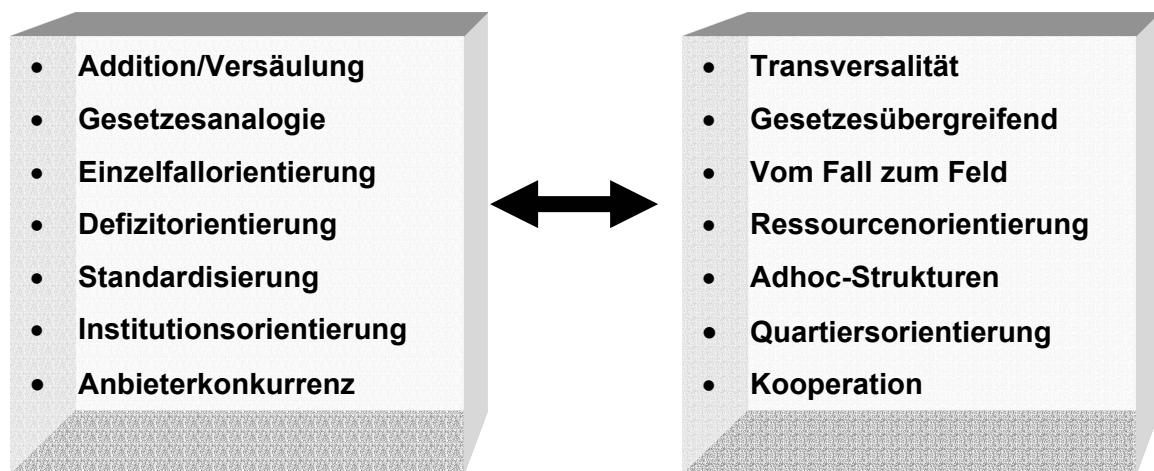 • Addition/Versäulung
• Gesetzesanalogie
• Einzelfallorientierung
• Defizitorientierung
• Standardisierung
• Institutionsorientierung
• Anbieterkonkurrenz
• Transversalität
• Gesetzesübergreifend
• Vom Fall zum Feld
• Ressourcenorientierung
• Adhoc-Strukturen
• Quartiersorientierung
• Kooperation